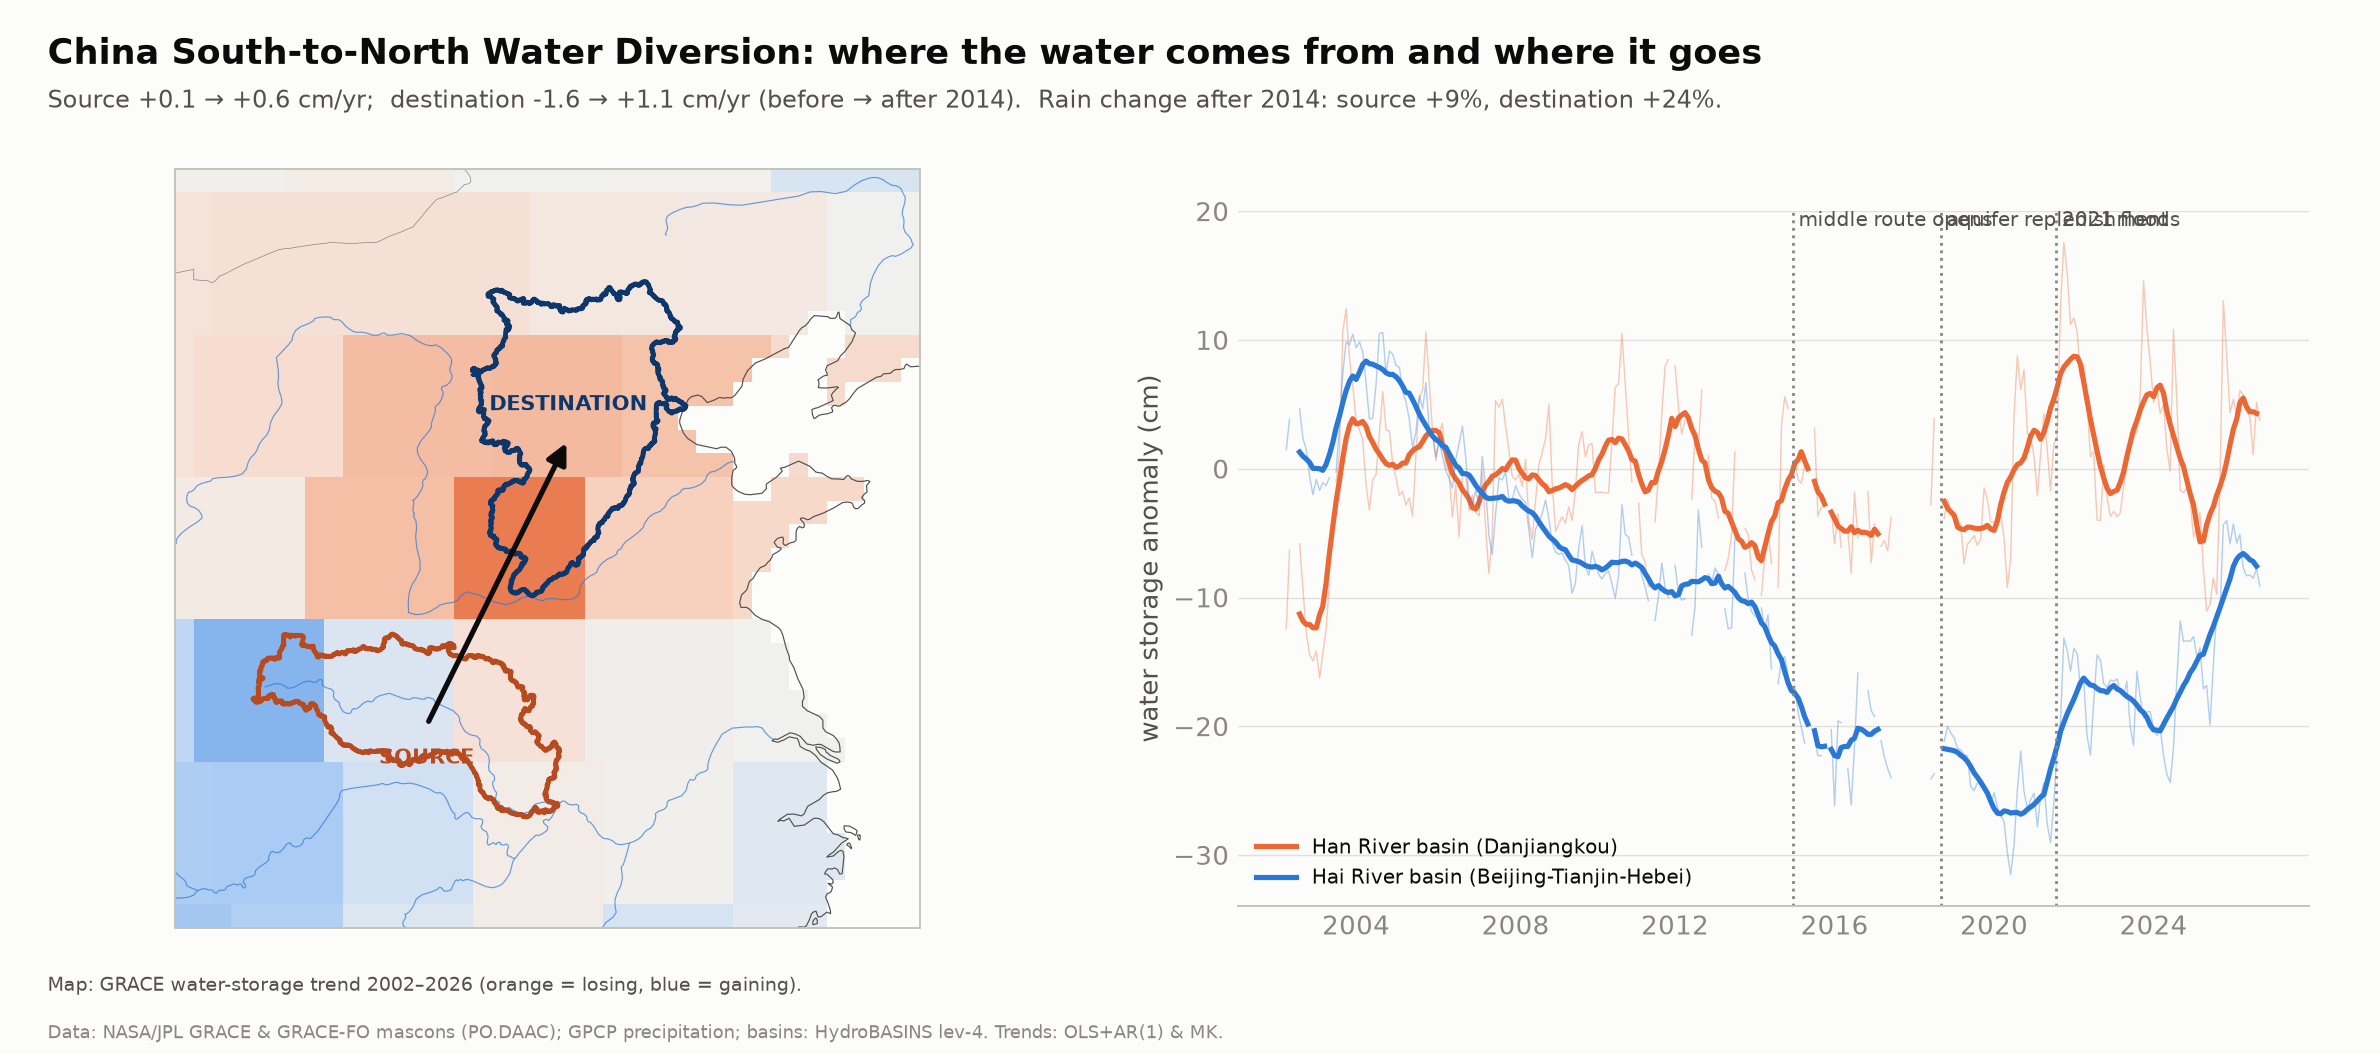 China South-to-North Water Diversion: where the water comes from and where it goes
Source +0.1 → +0.6 cm/yr;  destination -1.6 → +1.1 cm/yr (before → after 2014).  Rain change after 2014: source +9%, destination +24%.
DESTINATION
SOURCE
water storage anomaly (cm)
20
10
0
−10
−20
−30
middle route opens
aquifer replenishment
2021 floods
Han River basin (Danjiangkou)
Hai River basin (Beijing-Tianjin-Hebei)
2004 2008 2012 2016 2020 2024
Map: GRACE water-storage trend 2002–2026 (orange = losing, blue = gaining).
Data: NASA/JPL GRACE & GRACE-FO mascons (PO.DAAC); GPCP precipitation; basins: HydroBASINS lev-4. Trends: OLS+AR(1) & MK.